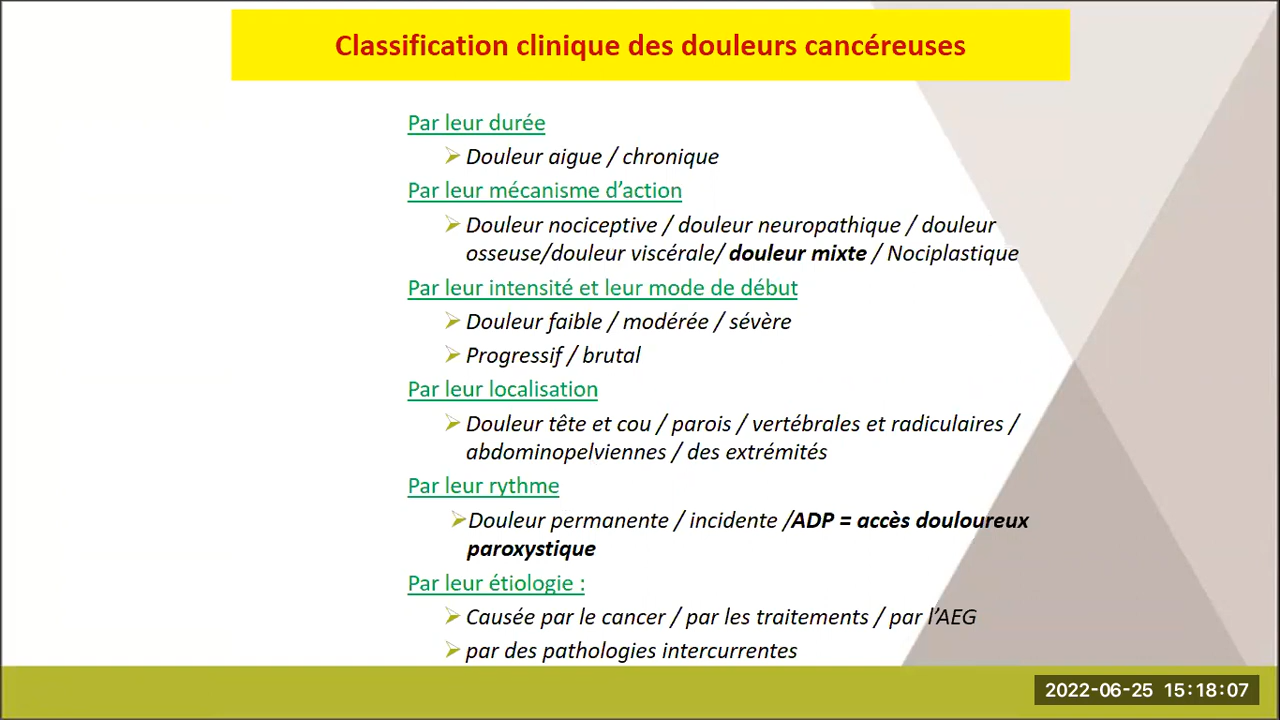 Classification clinique des douleurs cancéreuses
Par leur durée
Douleur aigue / chronique
Par leur mécanisme d'action
Douleur nociceptive / douleur neuropathique / douleur
osseuse/douleur viscérale/ douleur mixte / Nociplastique
Par leur intensité et leur mode de début
Douleur faible / modérée / sévère
Progressif / brutal
Par leur localisation
Douleur tête et cou / parois / vertébrales et radiculaires /
abdominopelviennes / des extrémités
Par leur rythme
Douleur permanente / incidente /ADP = accès douloureux
paroxystique
Par leur étiologie :
Causée par le cancer / par les traitements / par l'AEG
par des pathologies intercurrentes
2022-06-25 15:18:07